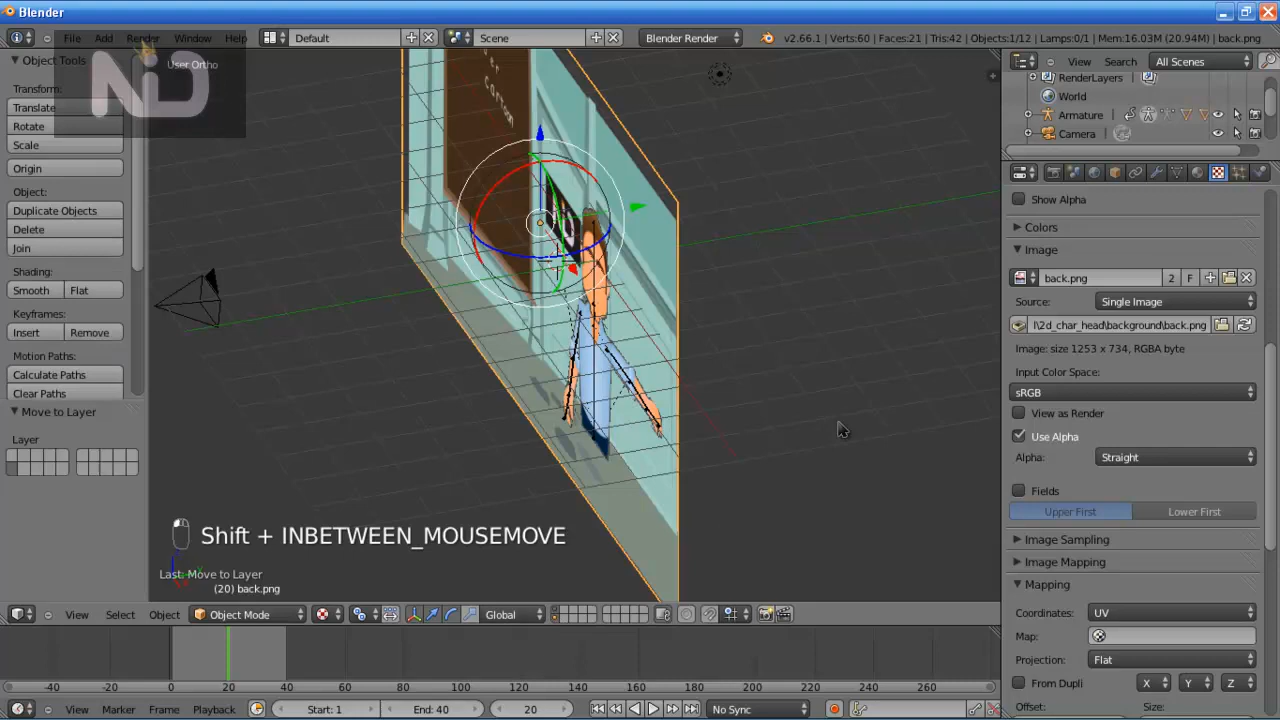 Blender
File Add Render Window Help
Default
Scene
Blender Render
v2.66.1 | Verts:60 | Faces:21 | Tris:42 | Objects:1/12 | Lamps:0/1 | Mem:16.03M (20.94M) | back.png
NiD
User Ortho
Object Tools
Transform:
Translate
Rotate
Scale
Origin
Object:
Duplicate Objects
Delete
Join
Shading:
Smooth Flat
Keyframes:
Insert Remove
Motion Paths:
Calculate Paths
Clear Paths
Move to Layer
Layer
Cartoon
Shift + INBETWEEN_MOUSEMOVE
Last: Move to Layer
(20) back.png
View Select Object Object Mode Global
-40 -20 0 20 40 60 80 100 120 140 160 180 200 220 240 260
View Marker Frame Playback Start: 1 End: 40 20 No Sync
View Search All Scenes
RenderLayers
World
Armature
Camera
Show Alpha
Colors
Image
back.png 2 F
Source: Single Image
l\2d_char_head\background\back.png
Image: size 1253 x 734, RGBA byte
Input Color Space:
sRGB
View as Render
Use Alpha
Alpha: Straight
Fields
Upper First Lower First
Image Sampling
Image Mapping
Mapping
Coordinates: UV
Map:
Projection: Flat
From Dupli X Y Z
Offset: Size: